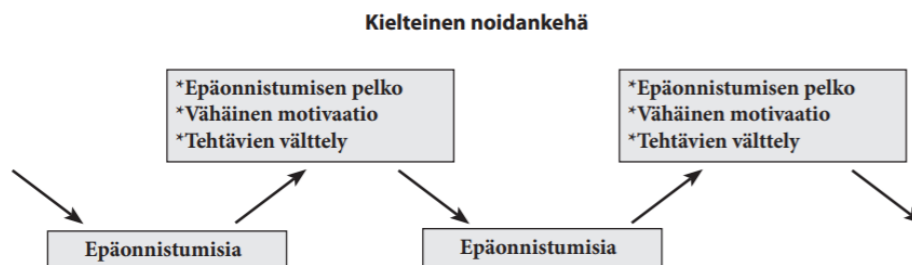 Kielteinen noidankehä
*Epäonnistumisen pelko
*Vähäinen motivaatio
*Tehtävien välttely
*Epäonnistumisen pelko
*Vähäinen motivaatio
*Tehtävien välttely
Epäonnistumisia
Epäonnistumisia